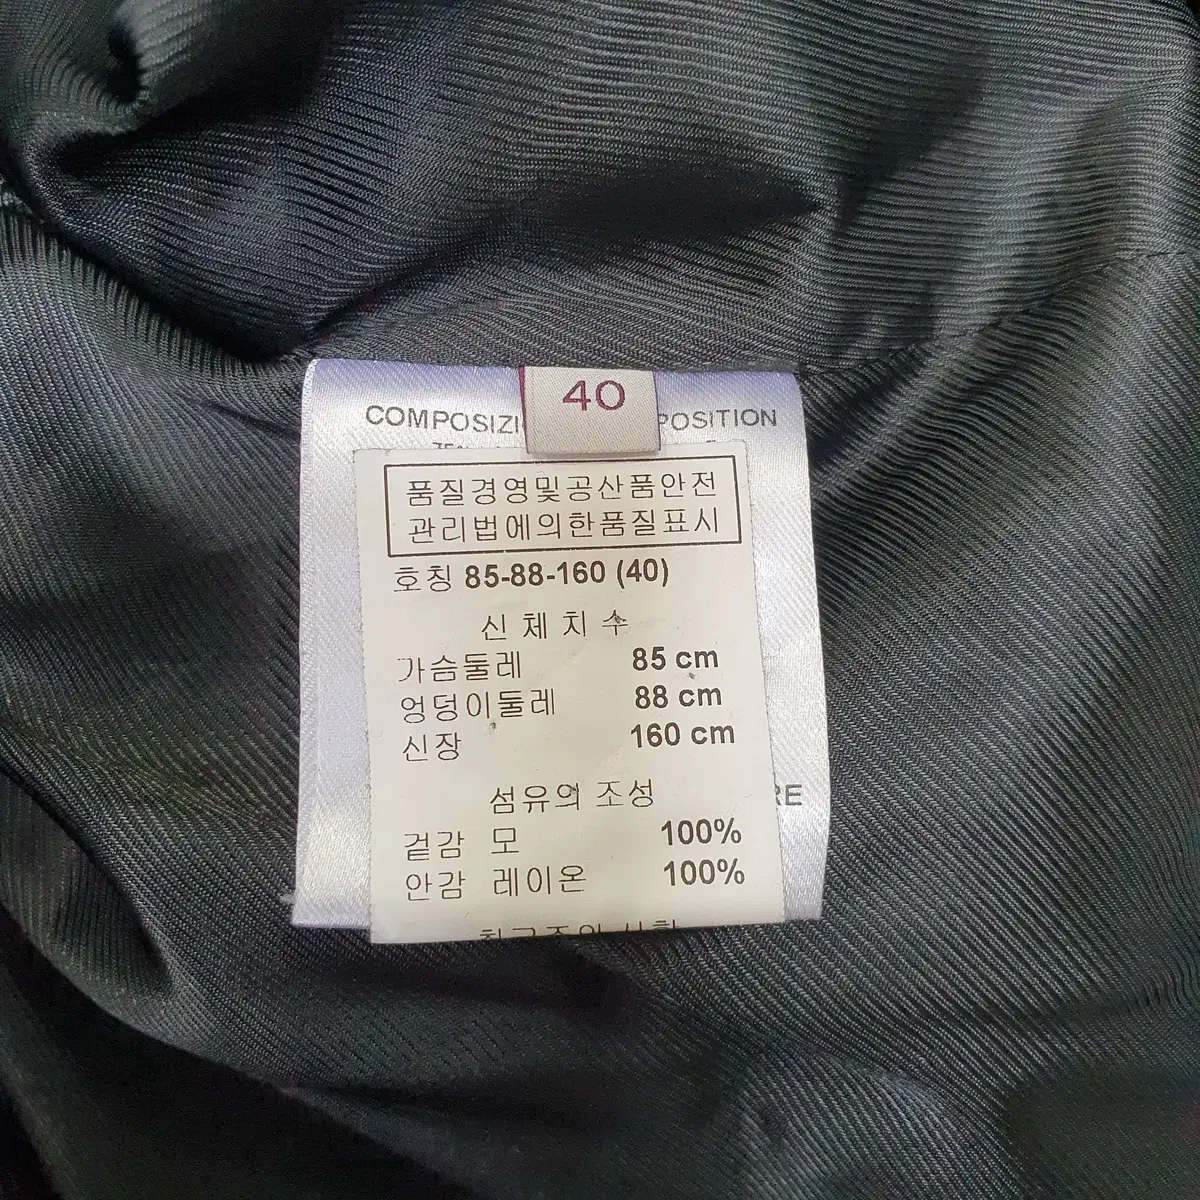 40
COMPOSIZI POSITION
품질경영및공산품안전
관리법에의한품질표시
호칭 85-88-160 (40)
신체치수
가슴둘레 85 cm
엉덩이둘레 88 cm
신장 160 cm
섬유의 조성
RE
겉감 모 100%
안감 레이온 100%